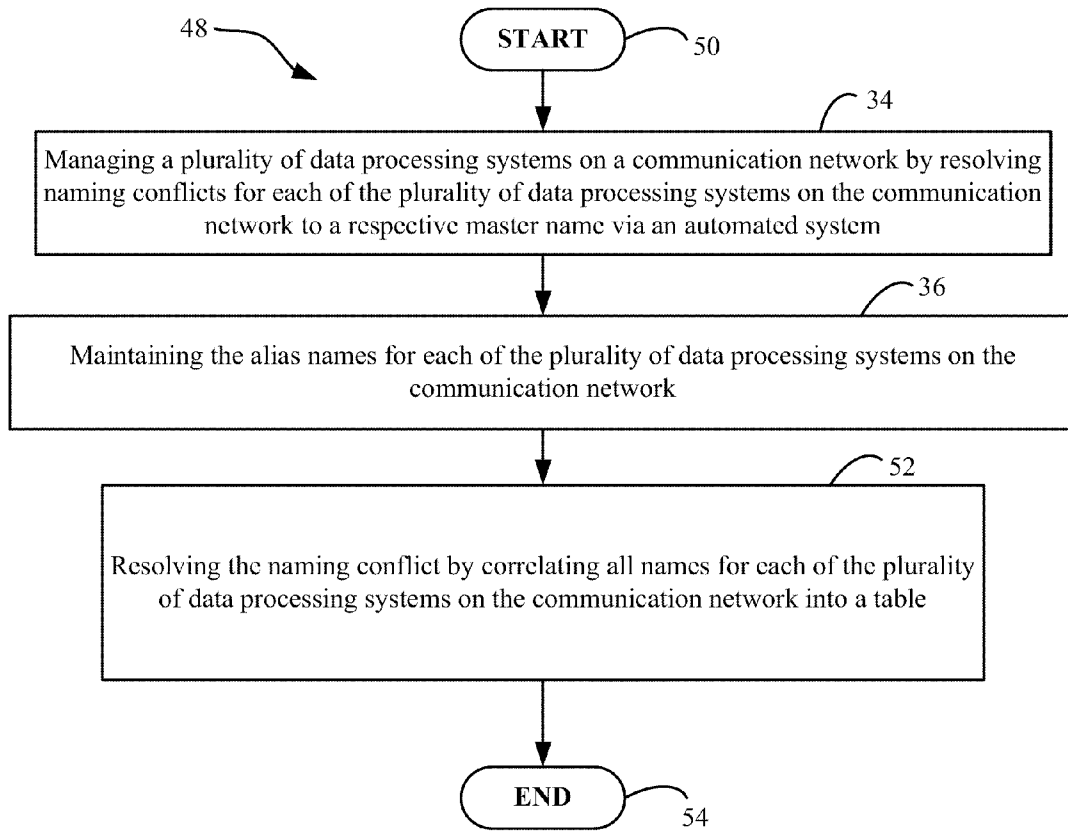 48
START
50
34
Managing a plurality of data processing systems on a communication network by resolving
naming conflicts for each of the plurality of data processing systems on the communication
network to a respective master name via an automated system
36
Maintaining the alias names for each of the plurality of data processing systems on the
communication network
52
Resolving the naming conflict by correlating all names for each of the plurality
of data processing systems on the communication network into a table
END
54